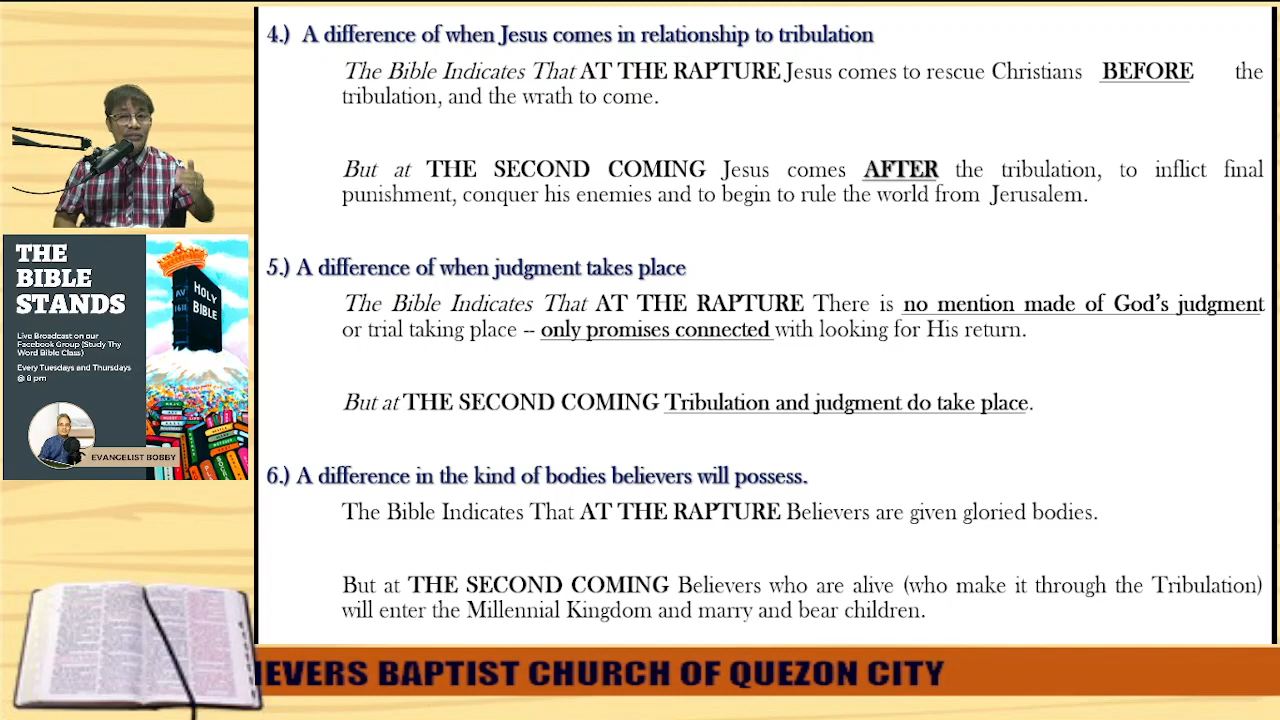 4.) A difference of when Jesus comes in relationship to tribulation
The Bible Indicates That AT THE RAPTURE Jesus comes to rescue Christians BEFORE the
tribulation, and the wrath to come.
But at THE SECOND COMING Jesus comes AFTER the tribulation, to inflict final
punishment, conquer his enemies and to begin to rule the world from Jerusalem.
5.) A difference of when judgment takes place
The Bible Indicates That AT THE RAPTURE There is no mention made of God's judgment
or trial taking place -- only promises connected with looking for His return.
But at THE SECOND COMING Tribulation and judgment do take place.
6.) A difference in the kind of bodies believers will possess.
The Bible Indicates That AT THE RAPTURE Believers are given gloried bodies.
But at THE SECOND COMING Believers who are alive (who make it through the Tribulation)
will enter the Millennial Kingdom and marry and bear children.
THE
BIBLE
STANDS
Live Broadcast on our
Facebook Group (Study Thy
Word Bible Class)
Every Tuesdays and Thursdays
@ 8 pm
EVANGELIST BOBBY
HOLY
BIBLE
AV
IEVERS BAPTIST CHURCH OF QUEZON CITY